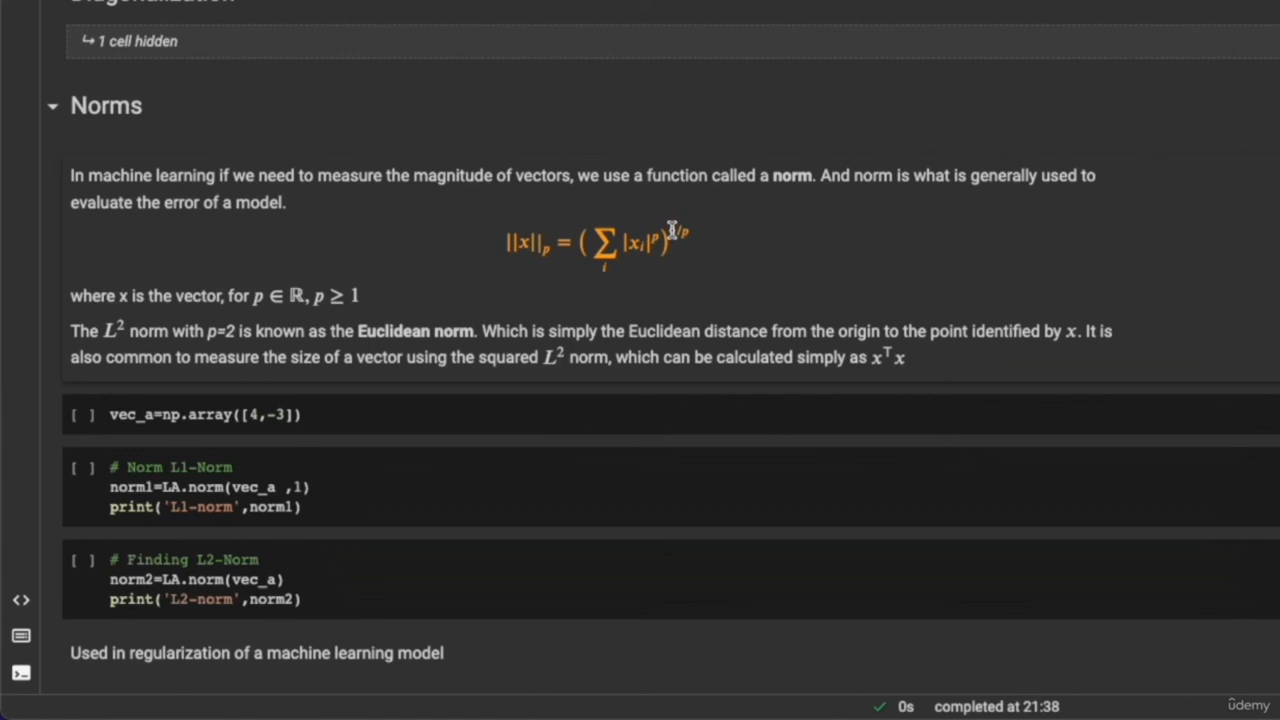 Diagonalization
↳ 1 cell hidden
Norms
In machine learning if we need to measure the magnitude of vectors, we use a function called a norm. And norm is what is generally used to
evaluate the error of a model.
||x||ₚ = ( ∑ᵢ |xᵢ|ᵖ )^/p
where x is the vector, for p ∈ ℝ, p ≥ 1
The L² norm with p=2 is known as the Euclidean norm. Which is simply the Euclidean distance from the origin to the point identified by x. It is
also common to measure the size of a vector using the squared L² norm, which can be calculated simply as x⊤x
[ ] vec_a=np.array([4,-3])
[ ] # Norm L1-Norm
norm1=LA.norm(vec_a ,1)
print('L1-norm',norm1)
[ ] # Finding L2-Norm
norm2=LA.norm(vec_a)
print('L2-norm',norm2)
Used in regularization of a machine learning model
0s completed at 21:38
ûdemy